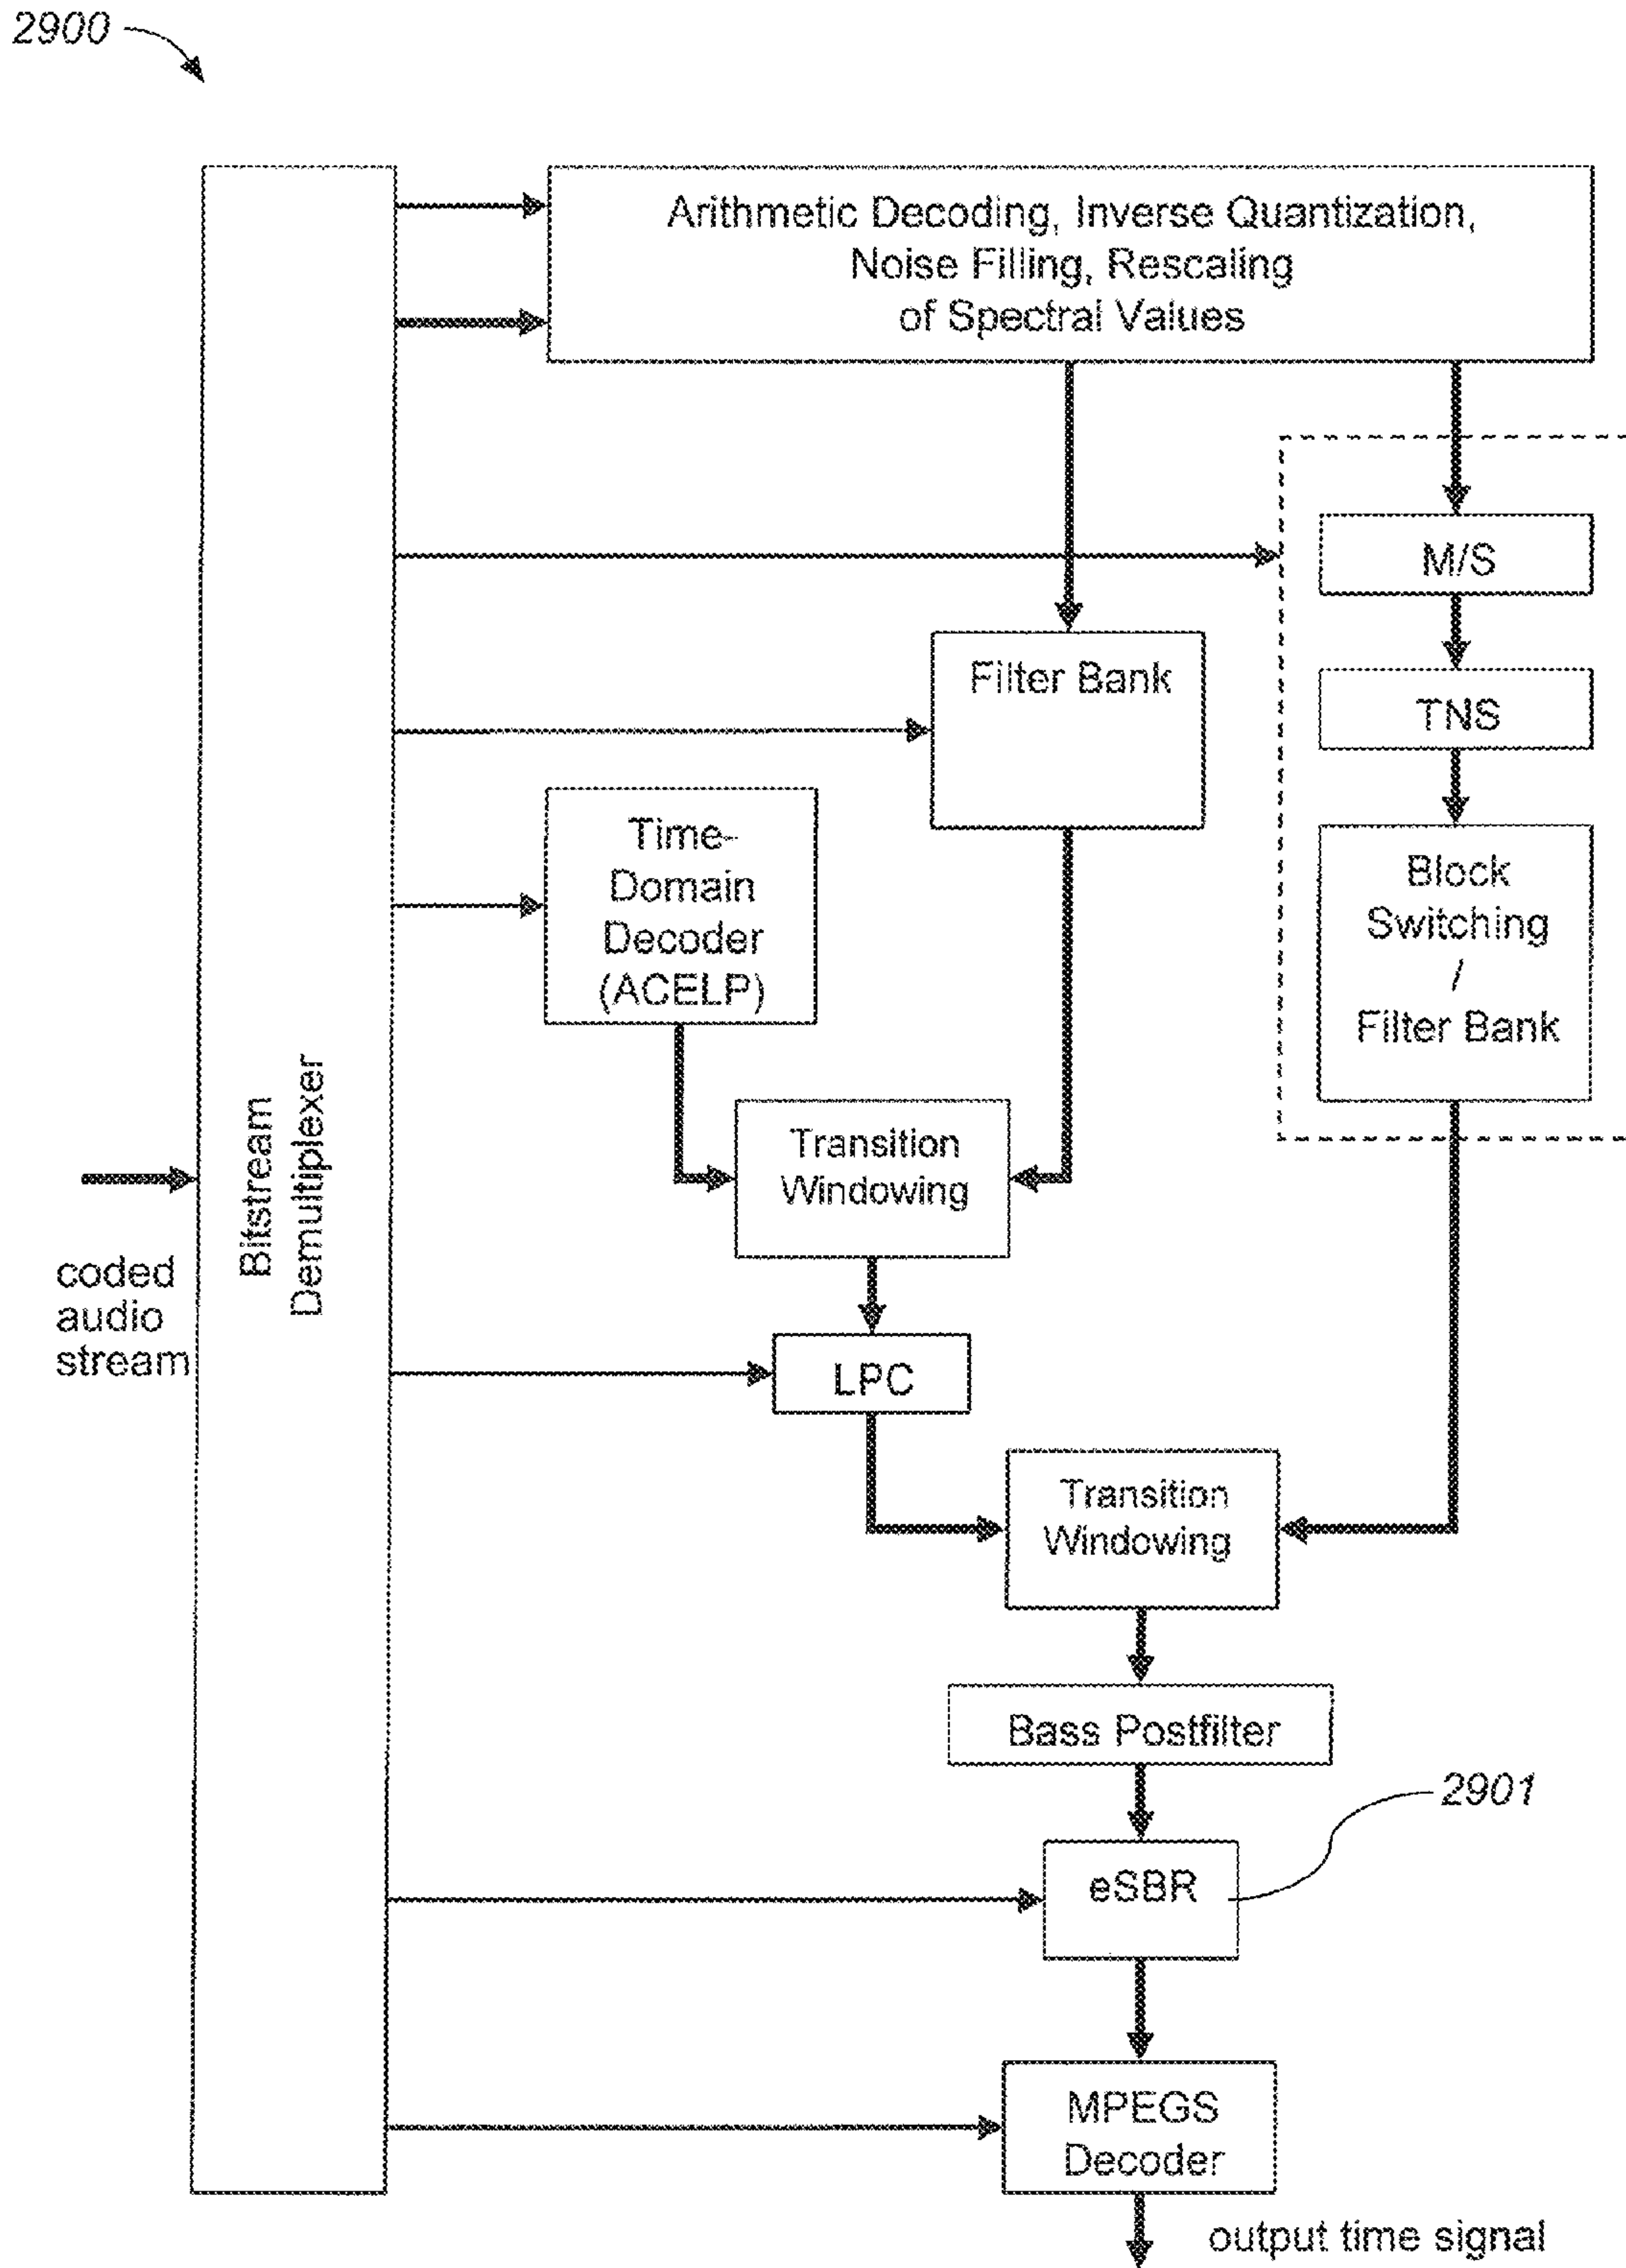 2900
Arithmetic Decoding, Inverse Quantization,
Noise Filling, Rescaling
of Spectral Values
M/S
Filter Bank
TNS
Time-
Domain
Decoder
(ACELP)
Block
Switching
/
Filter Bank
Bitstream
Demultiplexer
Transition
Windowing
coded
audio
stream
LPC
Transition
Windowing
Bass Postfilter
2901
eSBR
MPEGS
Decoder
output time signal